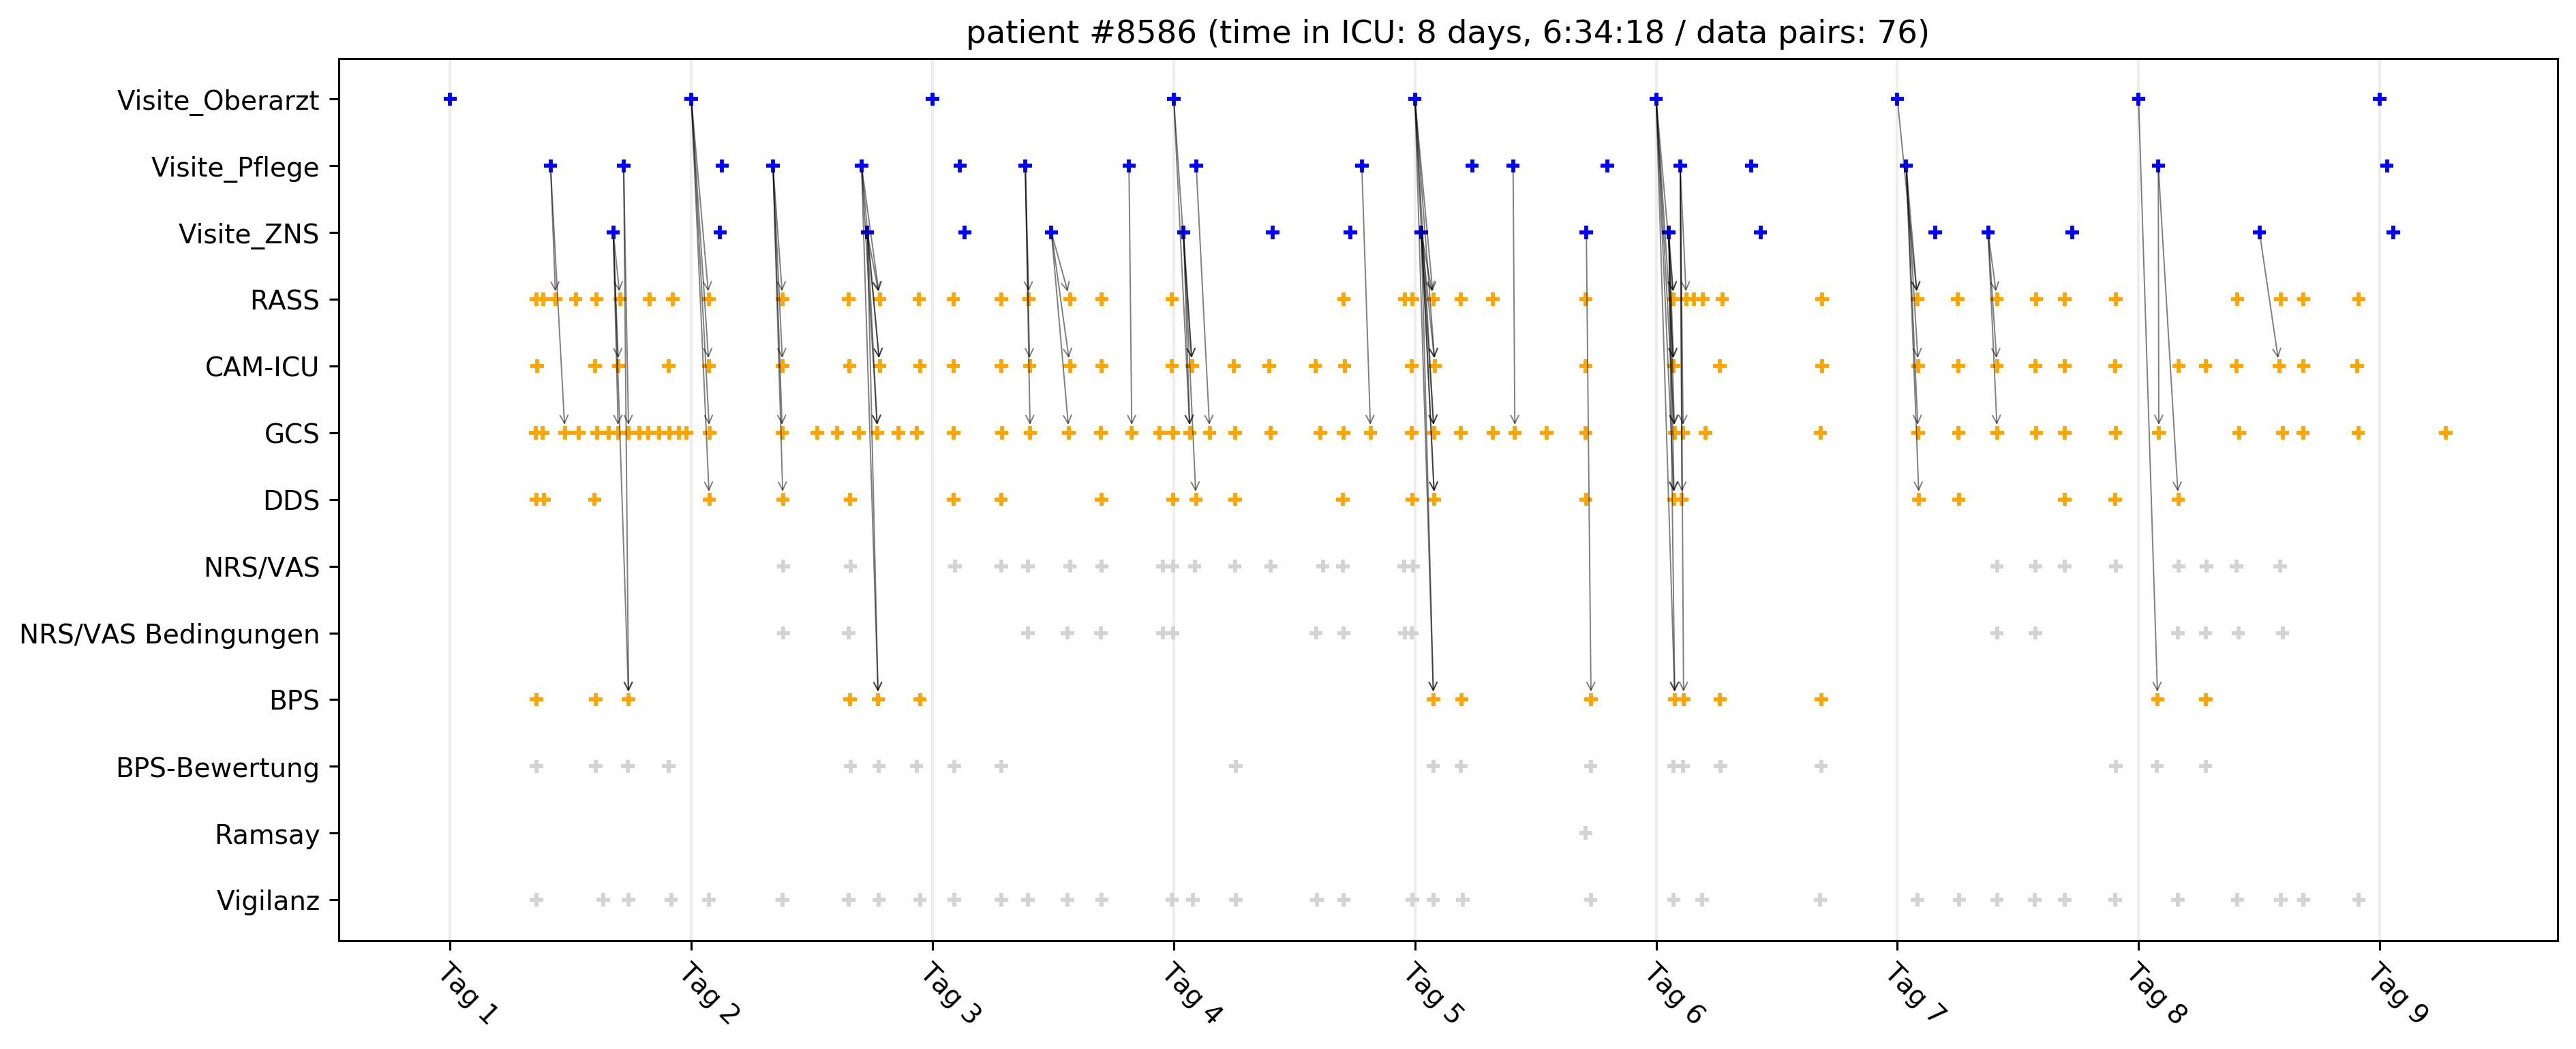 patient #8586 (time in ICU: 8 days, 6:34:18 / data pairs: 76)
Visite_Oberarzt
Visite_Pflege
Visite_ZNS
RASS
CAM-ICU
GCS
DDS
NRS/VAS
NRS/VAS Bedingungen
BPS
BPS-Bewertung
Ramsay
Vigilanz
Tag 1
Tag 2
Tag 3
Tag 4
Tag 5
Tag 6
Tag 7
Tag 8
Tag 9